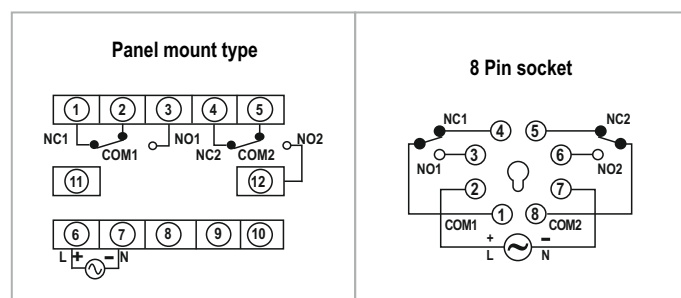 Panel mount type
1 2 3 4 5
NC1 COM1 NO1 NC2 COM2 NO2
11 12
6 7 8 9 10
L + − N
8 Pin socket
NC1 4 5 NC2
NO1 3 6 NO2
2 7
COM1 1 8 COM2
+ −
L N